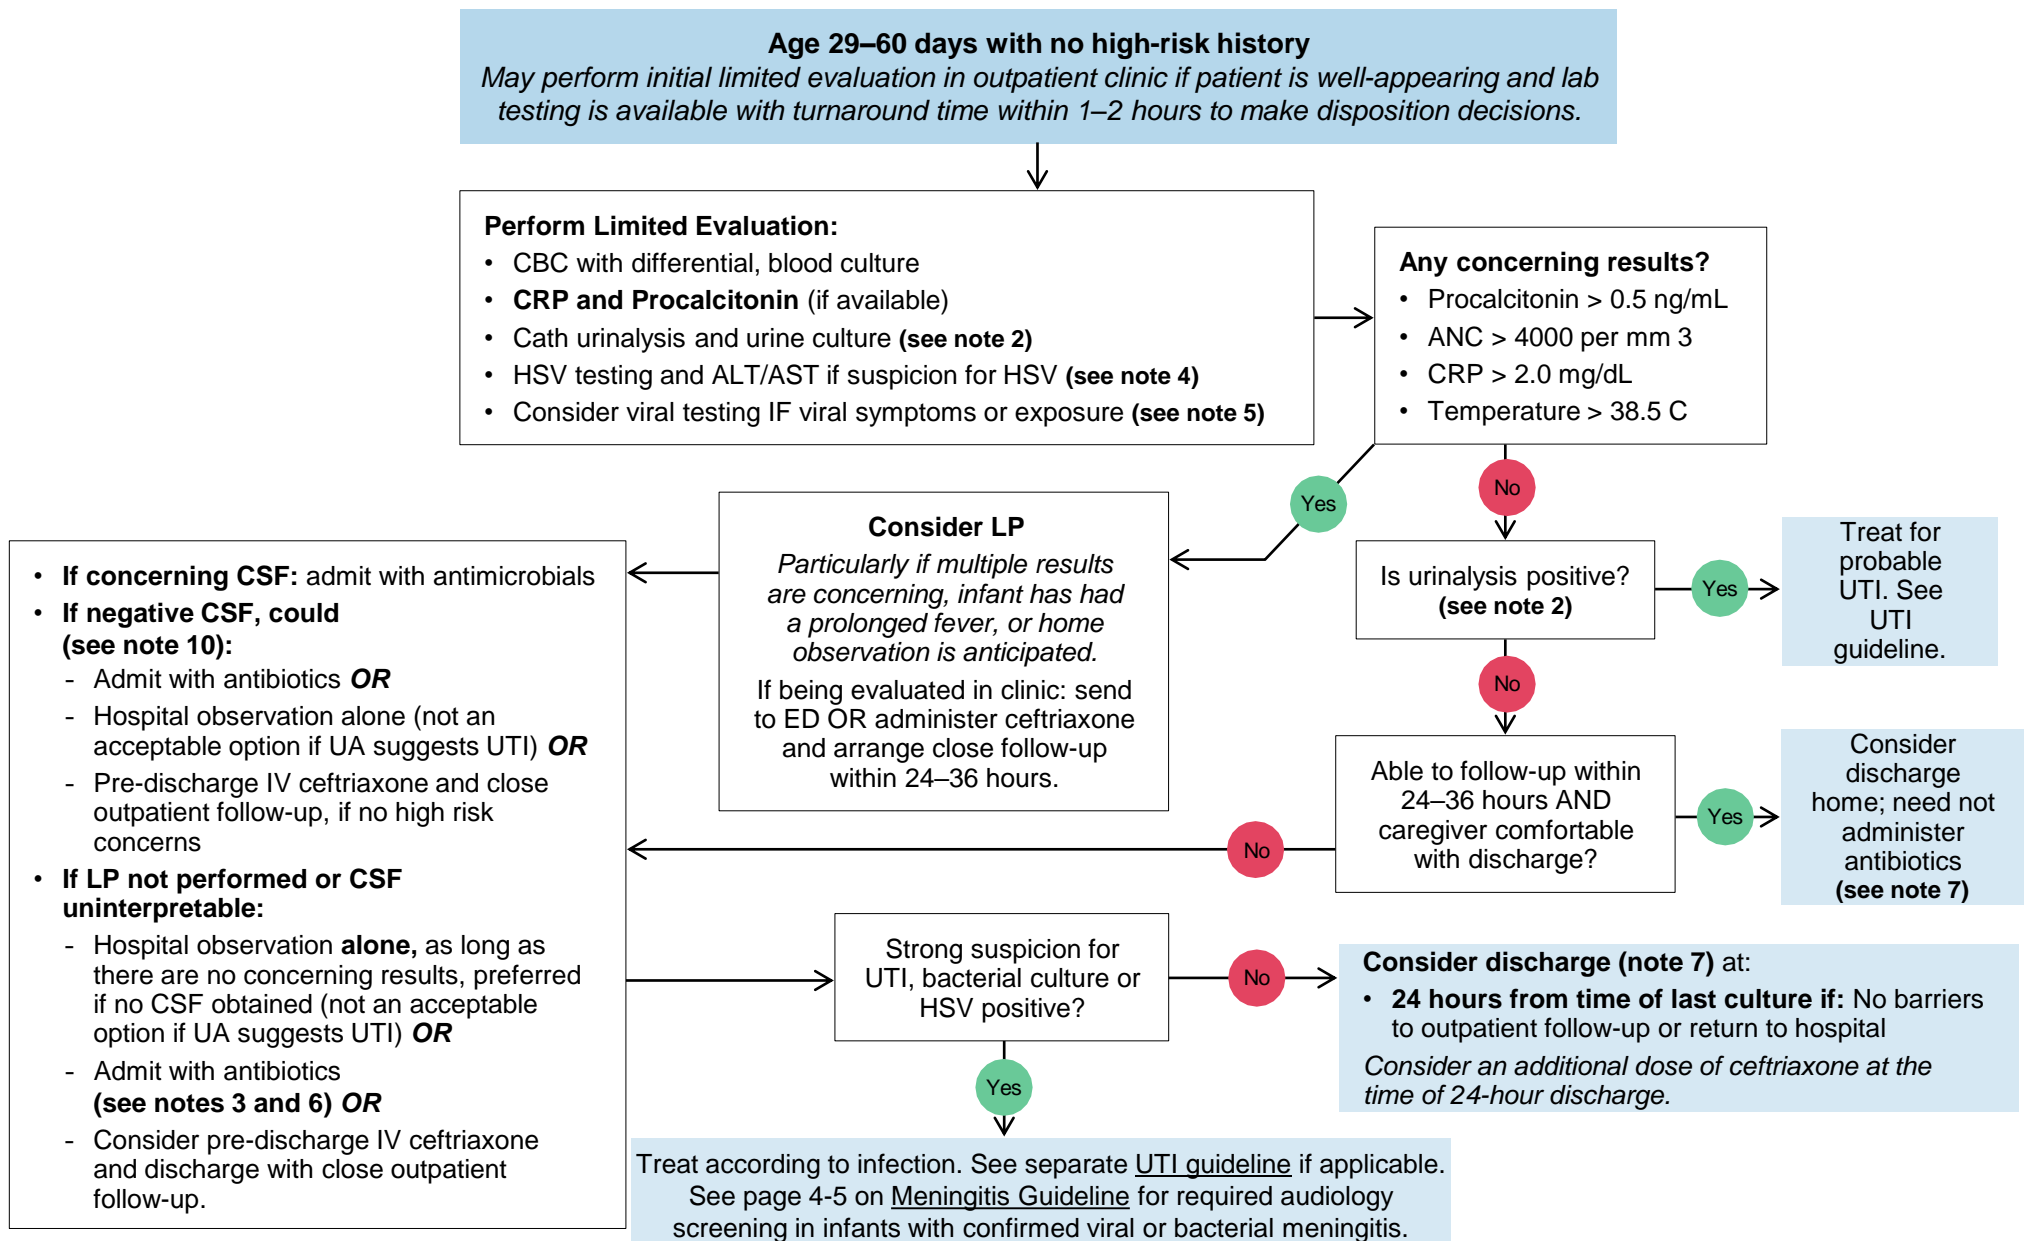 Age 29–60 days with no high-risk history
May perform initial limited evaluation in outpatient clinic if patient is well-appearing and lab
testing is available with turnaround time within 1–2 hours to make disposition decisions.
Perform Limited Evaluation:
• CBC with differential, blood culture
• CRP and Procalcitonin (if available)
• Cath urinalysis and urine culture (see note 2)
• HSV testing and ALT/AST if suspicion for HSV (see note 4)
• Consider viral testing IF viral symptoms or exposure (see note 5)
Any concerning results?
• Procalcitonin > 0.5 ng/mL
• ANC > 4000 per mm 3
• CRP > 2.0 mg/dL
• Temperature > 38.5 C
Yes
No
Consider LP
Particularly if multiple results
are concerning, infant has had
a prolonged fever, or home
observation is anticipated.
If being evaluated in clinic: send
to ED OR administer ceftriaxone
and arrange close follow-up
within 24–36 hours.
Is urinalysis positive?
(see note 2)
Yes
Treat for
probable
UTI. See
UTI
guideline.
No
Able to follow-up within
24–36 hours AND
caregiver comfortable
with discharge?
Yes
Consider
discharge
home; need not
administer
antibiotics
(see note 7)
No
• If concerning CSF: admit with antimicrobials
• If negative CSF, could
(see note 10):
- Admit with antibiotics OR
- Hospital observation alone (not an
acceptable option if UA suggests UTI) OR
- Pre-discharge IV ceftriaxone and close
outpatient follow-up, if no high risk
concerns
• If LP not performed or CSF
uninterpretable:
- Hospital observation alone, as long as
there are no concerning results, preferred
if no CSF obtained (not an acceptable
option if UA suggests UTI) OR
- Admit with antibiotics
(see notes 3 and 6) OR
- Consider pre-discharge IV ceftriaxone
and discharge with close outpatient
follow-up.
Strong suspicion for
UTI, bacterial culture or
HSV positive?
No
Consider discharge (note 7) at:
• 24 hours from time of last culture if: No barriers
to outpatient follow-up or return to hospital
Consider an additional dose of ceftriaxone at the
time of 24-hour discharge.
Yes
Treat according to infection. See separate UTI guideline if applicable.
See page 4-5 on Meningitis Guideline for required audiology
screening in infants with confirmed viral or bacterial meningitis.